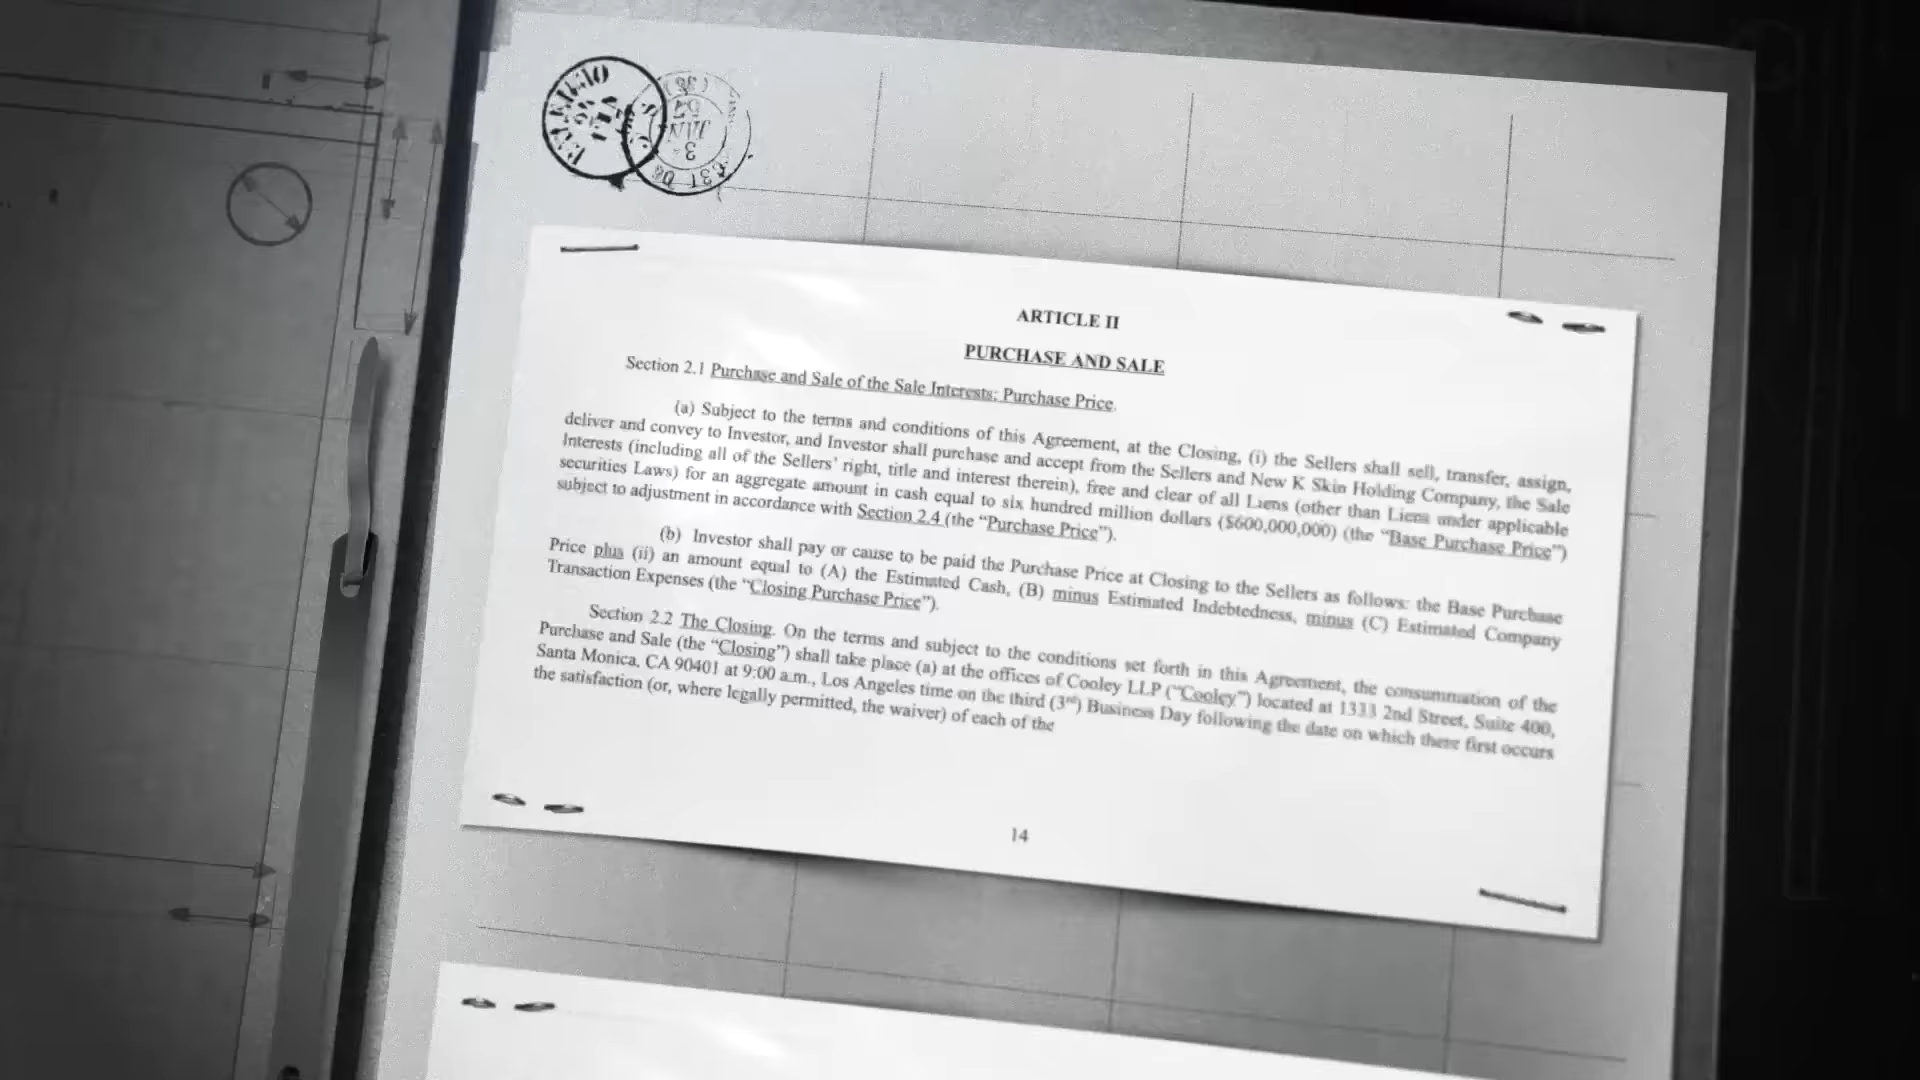 3
JAN
ARTICLE II
PURCHASE AND SALE
Section 2.1 Purchase and Sale of the Sale Interests; Purchase Price.
(a) Subject to the terms and conditions of this Agreement, at the Closing, (i) the Sellers shall sell, transfer, assign,
deliver and convey to Investor, and Investor shall purchase and accept from the Sellers and New K Skin Holding Company, the Sale
Interests (including all of the Sellers' right, title and interest therein), free and clear of all Liens (other than Liens under applicable
securities Laws) for an aggregate amount in cash equal to six hundred million dollars ($600,000,000) (the “Base Purchase Price”)
subject to adjustment in accordance with Section 2.4 (the “Purchase Price”).
(b) Investor shall pay or cause to be paid the Purchase Price at Closing to the Sellers as follows: the Base Purchase
Price plus (ii) an amount equal to (A) the Estimated Cash, (B) minus Estimated Indebtedness, minus (C) Estimated Company
Transaction Expenses (the “Closing Purchase Price”).
Section 2.2 The Closing. On the terms and subject to the conditions set forth in this Agreement, the consummation of the
Purchase and Sale (the “Closing”) shall take place (a) at the offices of Cooley LLP (“Cooley”) located at 1333 2nd Street, Suite 400,
Santa Monica, CA 90401 at 9:00 a.m., Los Angeles time on the third (3rd) Business Day following the date on which there first occurs
the satisfaction (or, where legally permitted, the waiver) of each of the
14